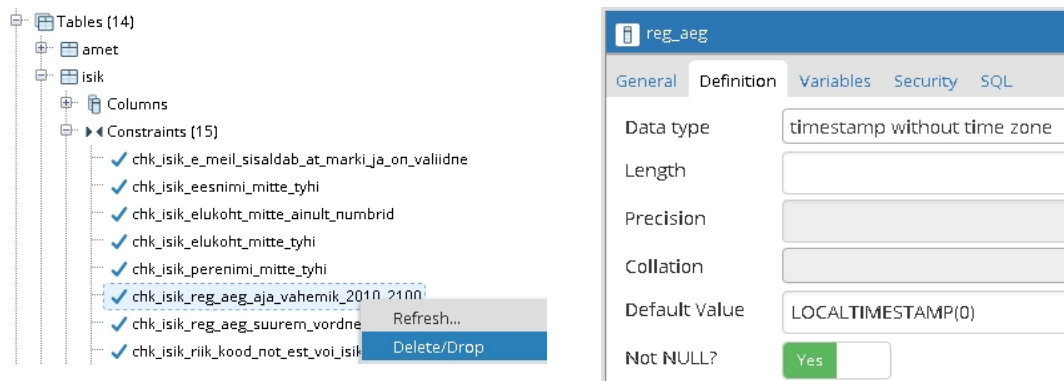 Tables (14)
amet
isik
Columns
Constraints (15)
chk_isik_e_meil_sisaldab_at_marki_ja_on_valiidne
chk_isik_eesnimi_mitte_tyhi
chk_isik_elukoht_mitte_ainult_numbrid
chk_isik_elukoht_mitte_tyhi
chk_isik_perenimi_mitte_tyhi
chk_isik_reg_aeg_aja_vahemik_2010_2100
chk_isik_reg_aeg_suurem_vordne
chk_isik_riik_kood_not_est_voi_isik
Refresh...
Delete/Drop
reg_aeg
General Definition Variables Security SQL
Data type timestamp without time zone
Length
Precision
Collation
Default Value LOCALTIMESTAMP(0)
Not NULL? Yes